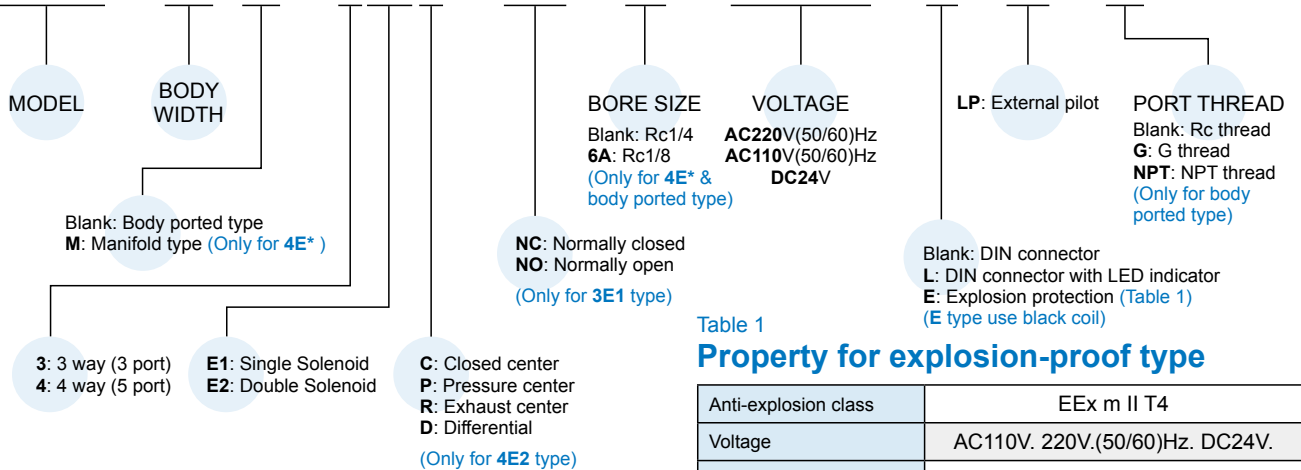 MODEL
BODY
WIDTH
BORE SIZE
Blank: Rc1/4
6A: Rc1/8
(Only for 4E* &
body ported type)
VOLTAGE
AC220V(50/60)Hz
AC110V(50/60)Hz
DC24V
LP: External pilot
PORT THREAD
Blank: Rc thread
G: G thread
NPT: NPT thread
(Only for body
ported type)
Blank: Body ported type
M: Manifold type (Only for 4E* )
NC: Normally closed
NO: Normally open
(Only for 3E1 type)
Blank: DIN connector
L: DIN connector with LED indicator
E: Explosion protection (Table 1)
(E type use black coil)
3: 3 way (3 port)
4: 4 way (5 port)
E1: Single Solenoid
E2: Double Solenoid
C: Closed center
P: Pressure center
R: Exhaust center
D: Differential
(Only for 4E2 type)
Table 1
Property for explosion-proof type
Anti-explosion class EEx m II T4
Voltage AC110V. 220V.(50/60)Hz. DC24V.